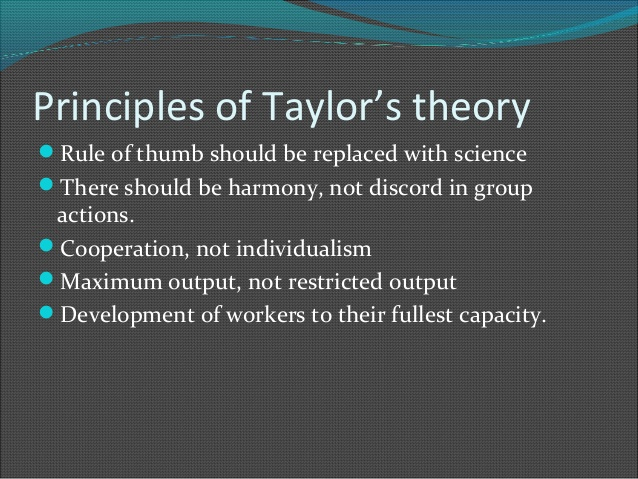 Principles of Taylor’s theory
Rule of thumb should be replaced with science
There should be harmony, not discord in group
actions.
Cooperation, not individualism
Maximum output, not restricted output
Development of workers to their fullest capacity.